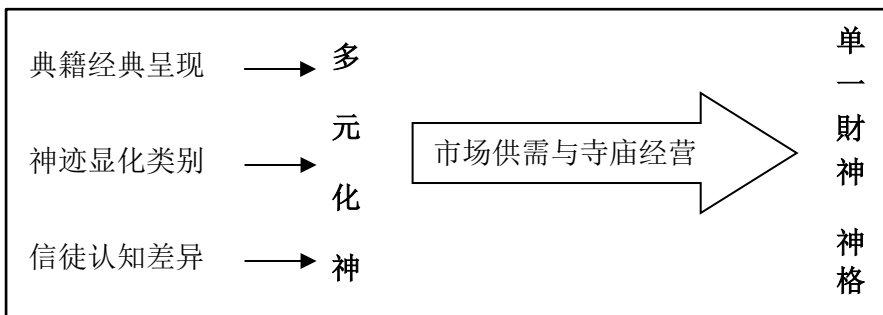 典籍经典呈现
神迹显化类别
信徒认知差异
多元化神
市场供需与寺庙经营
单一財神神格